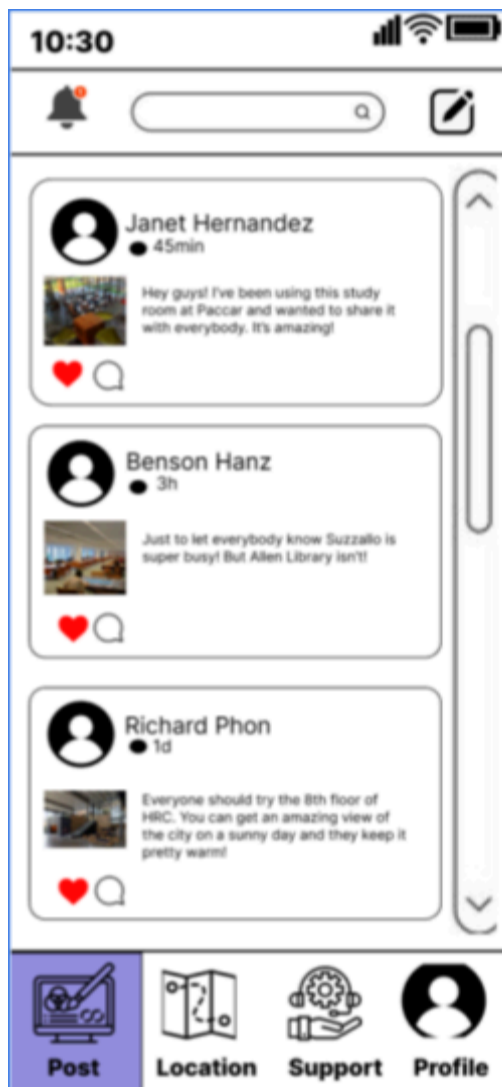 10:30
Janet Hernandez
45min
Hey guys! I've been using this study
room at Paccar and wanted to share it
with everybody. It's amazing!
Benson Hanz
3h
Just to let everybody know Suzzallo is
super busy! But Allen Library isn't!
Richard Phon
1d
Everyone should try the 8th floor of
HRC. You can get an amazing view of
the city on a sunny day and they keep it
pretty warm!
Post
Location
Support
Profile